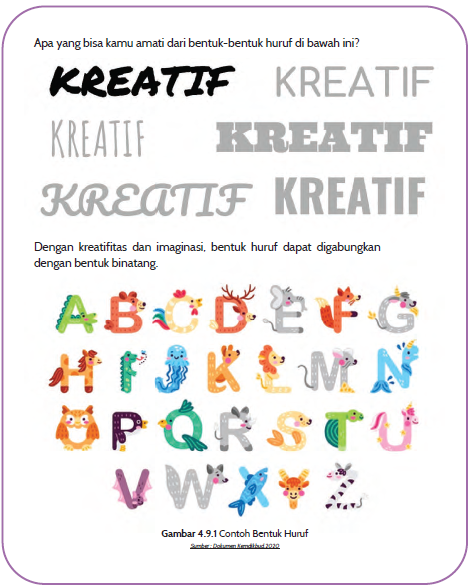 Apa yang bisa kamu amati dari bentuk-bentuk huruf di bawah ini?
KREATIF KREATIF
KREATIF KREATIF
KREATIF KREATIF
Dengan kreatifitas dan imaginasi, bentuk huruf dapat digabungkan
dengan bentuk binatang.
A B C D E F G
H I J K L M N
O P Q R S T U
V W X Y Z
Gambar 4.9.1 Contoh Bentuk Huruf
Sumber : Dokumen Kemdikbud 2020